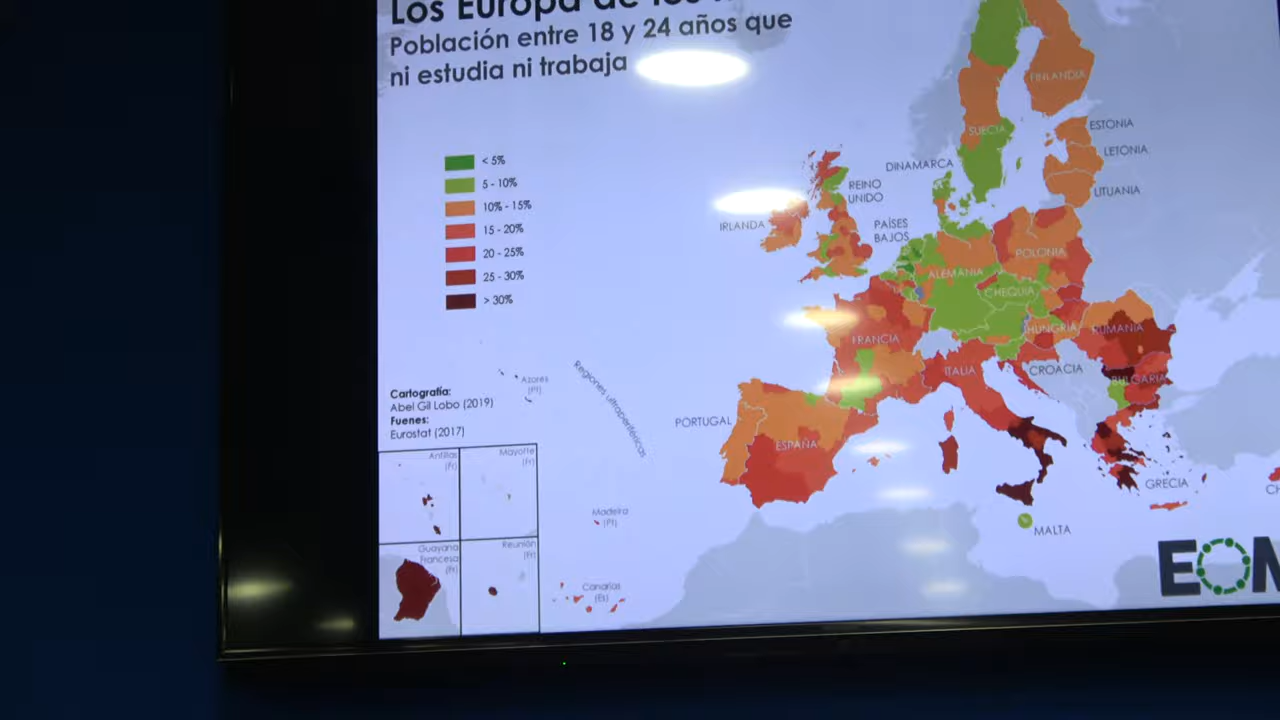 Los Europa de los
Población entre 18 y 24 años que
ni estudia ni trabaja
< 5%
5 - 10%
10% - 15%
15 - 20%
20 - 25%
25 - 30%
> 30%
FINLANDIA
SUECIA
ESTONIA
LETONIA
LITUANIA
DINAMARCA
REINO
UNIDO
IRLANDA
PAÍSES
BAJOS
POLONIA
ALEMANIA
CHEQUIA
HUNGRÍA
RUMANIA
FRANCIA
ITALIA
CROACIA
BULGARIA
PORTUGAL
ESPAÑA
GRECIA
MALTA
CH
Azores
(Pt)
Regiones ultraperiféricas
Cartografía:
Abel Gil Lobo (2019)
Fuentes:
Eurostat (2017)
Antillas
(Fr)
Mayotte
(Fr)
Madeira
(Pt)
Guayana
Francesa
(Fr)
Reunión
(Fr)
Canarias
(Es)
EOM